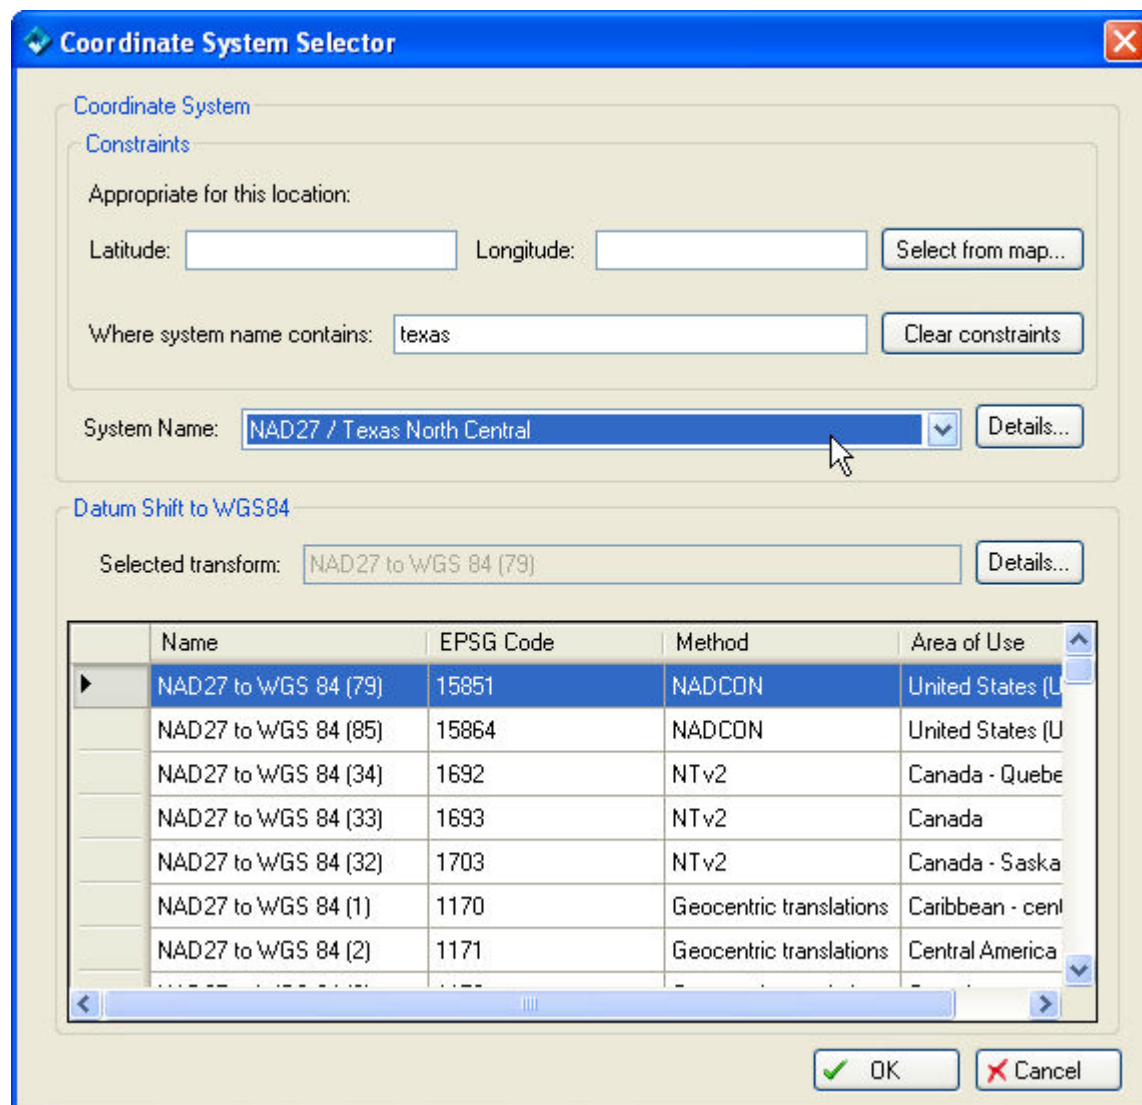 Coordinate System Selector
Coordinate System
Constraints
Appropriate for this location:
Latitude: Longitude: Select from map...
Where system name contains: texas Clear constraints
System Name: NAD27 / Texas North Central Details...
Datum Shift to WGS84
Selected transform: NAD27 to WGS 84 (79) Details...
Name EPSG Code Method Area of Use
NAD27 to WGS 84 (79) 15851 NADCON United States (U
NAD27 to WGS 84 (85) 15864 NADCON United States (U
NAD27 to WGS 84 (34) 1692 NTv2 Canada - Quebe
NAD27 to WGS 84 (33) 1693 NTv2 Canada
NAD27 to WGS 84 (32) 1703 NTv2 Canada - Saska
NAD27 to WGS 84 (1) 1170 Geocentric translations Caribbean - cent
NAD27 to WGS 84 (2) 1171 Geocentric translations Central America
OK Cancel